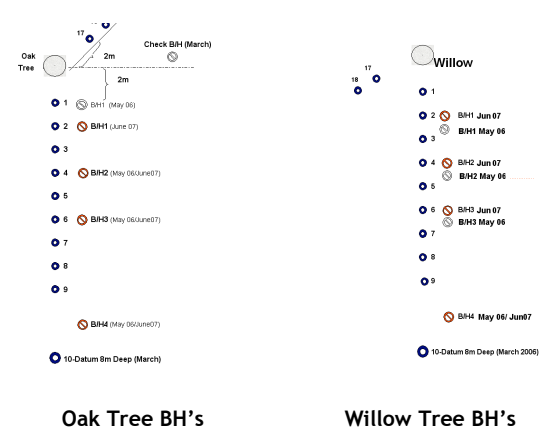 17
Oak
Tree
2m
Check B/H (March)
2m
1 B/H1 (May 06)
2 B/H1 (June 07)
3
4 B/H2 (May 06/June07)
5
6 B/H3 (May 06/June07)
7
8
9
B/H4 (May 06/June07)
10-Datum 8m Deep (March)
Oak Tree BH's
Willow
17
18
1
2 B/H1 Jun 07
B/H1 May 06
3
4 B/H2 Jun 07
B/H2 May 06
5
6 B/H3 Jun 07
B/H3 May 06
7
8
9
B/H4 May 06/ Jun07
10-Datum 8m Deep (March 2006)
Willow Tree BH's